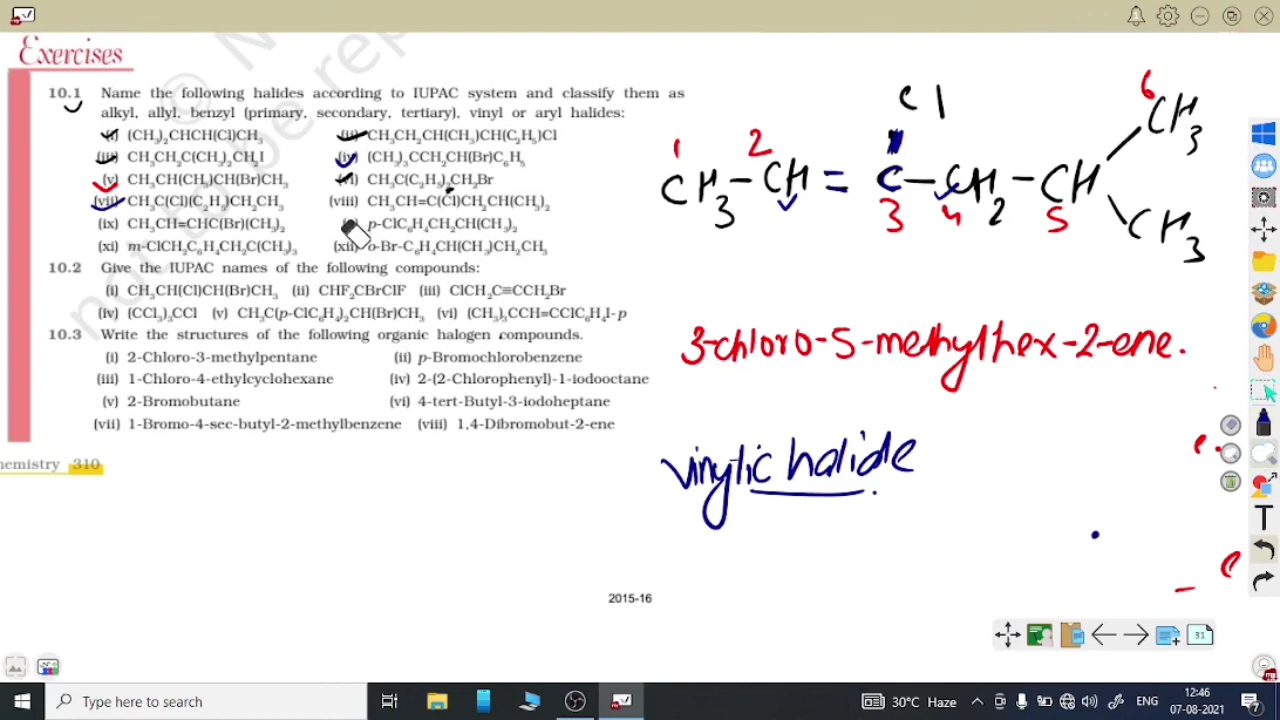 Exercises
10.1 Name the following halides according to IUPAC system and classify them as
alkyl, allyl, benzyl (primary, secondary, tertiary), vinyl or aryl halides:
(i) (CH₃)₂CHCH(Cl)CH₃ (ii) CH₃CH₂CH(CH₃)CH(C₂H₅)Cl
(iii) CH₃CH₂C(CH₃)₂CH₂I (iv) (CH₃)₃CCH₂CH(Br)C₆H₅
(v) CH₃CH(CH₃)CH(Br)CH₃ (vi) CH₃C(C₂H₅)₂CH₂Br
(vii) CH₃C(Cl)(C₂H₅)CH₂CH₃ (viii) CH₃CH=C(Cl)CH₂CH(CH₃)₂
(ix) CH₃CH=CHC(Br)(CH₃)₂ p-ClC₆H₄CH₂CH(CH₃)₂
(xi) m-ClCH₂C₆H₄CH₂C(CH₃)₃ (xii) o-Br-C₆H₄CH(CH₃)CH₂CH₃
10.2 Give the IUPAC names of the following compounds:
(i) CH₃CH(Cl)CH(Br)CH₃ (ii) CHF₂CBrClF (iii) ClCH₂C≡CCH₂Br
(iv) (CCl₃)₃CCl (v) CH₃C(p-ClC₆H₄)₂CH(Br)CH₃ (vi) (CH₃)₃CCH=CClC₆H₄I-p
10.3 Write the structures of the following organic halogen compounds.
(i) 2-Chloro-3-methylpentane (ii) p-Bromochlorobenzene
(iii) 1-Chloro-4-ethylcyclohexane (iv) 2-(2-Chlorophenyl)-1-iodooctane
(v) 2-Bromobutane (vi) 4-tert-Butyl-3-iodoheptane
(vii) 1-Bromo-4-sec-butyl-2-methylbenzene (viii) 1,4-Dibromobut-2-ene
emistry 310
not to be rep
© N
2015-16
6
Cl CH₃
1 2
CH₃-CH=C-CH₂-CH
3 4 5
CH₃
3-chloro-5-methylhex-2-ene.
vinylic halide
T
31
Type here to search
30°C Haze
ENG
12:46
07-08-2021
7